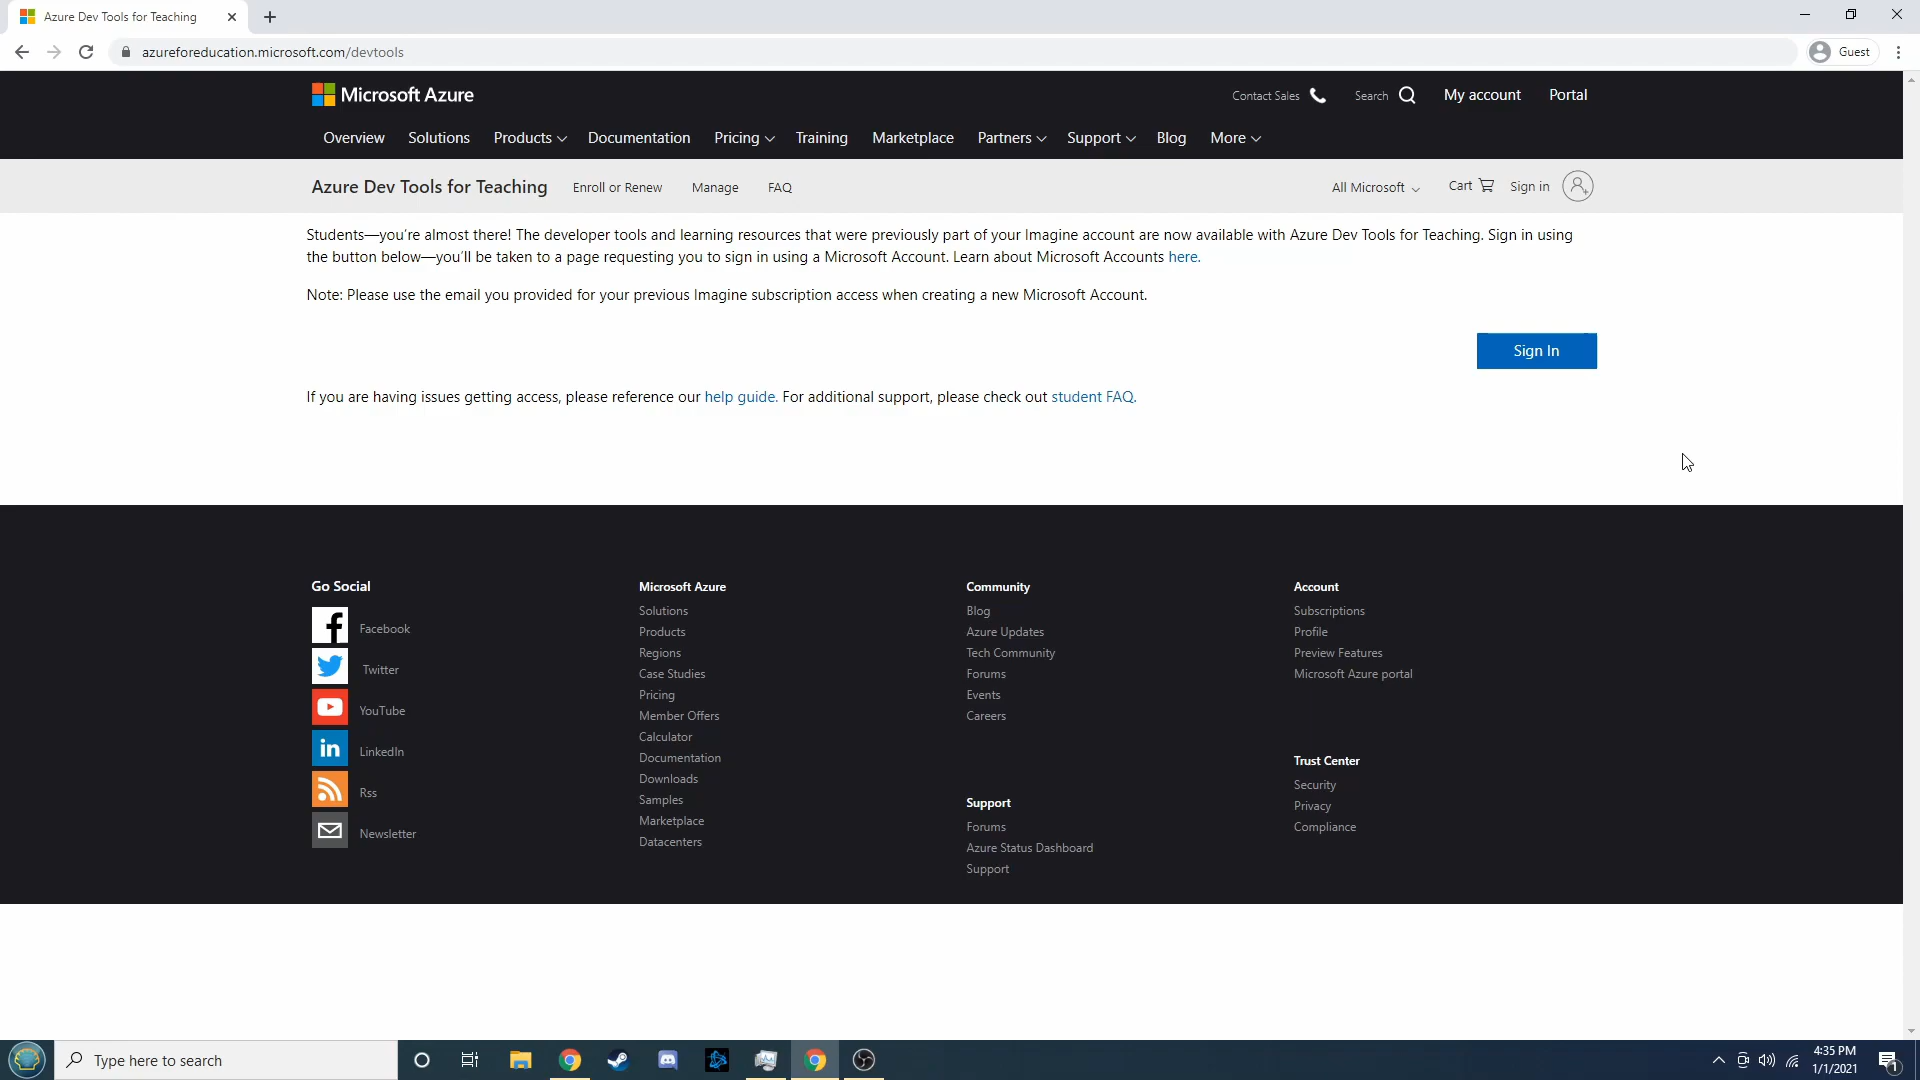 Azure Dev Tools for Teaching
azureforeducation.microsoft.com/devtools
Guest
Microsoft Azure
Contact Sales
Search
My account
Portal
Overview
Solutions
Products
Documentation
Pricing
Training
Marketplace
Partners
Support
Blog
More
Azure Dev Tools for Teaching
Enroll or Renew
Manage
FAQ
All Microsoft
Cart
Sign in
Students—you're almost there! The developer tools and learning resources that were previously part of your Imagine account are now available with Azure Dev Tools for Teaching. Sign in using
the button below—you'll be taken to a page requesting you to sign in using a Microsoft Account. Learn about Microsoft Accounts here.
Note: Please use the email you provided for your previous Imagine subscription access when creating a new Microsoft Account.
Sign In
If you are having issues getting access, please reference our help guide. For additional support, please check out student FAQ.
Go Social
Facebook
Twitter
YouTube
LinkedIn
Rss
Newsletter
Microsoft Azure
Solutions
Products
Regions
Case Studies
Pricing
Member Offers
Calculator
Documentation
Downloads
Samples
Marketplace
Datacenters
Community
Blog
Azure Updates
Tech Community
Forums
Events
Careers
Support
Forums
Azure Status Dashboard
Support
Account
Subscriptions
Profile
Preview Features
Microsoft Azure portal
Trust Center
Security
Privacy
Compliance
Type here to search
4:35 PM
1/1/2021
1